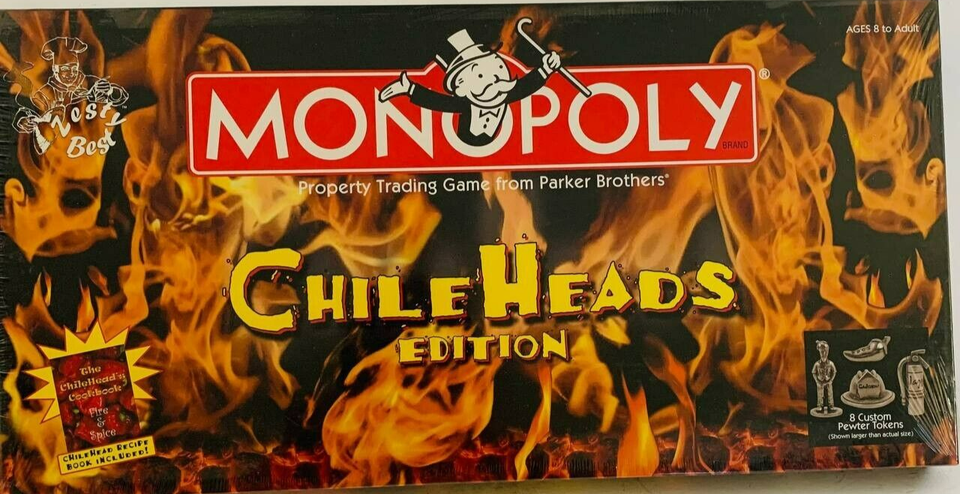 AGES 8 to Adult
A Zesty
Best
MONOPOLY®
BRAND
Property Trading Game from Parker Brothers®
CHILEHEADS
EDITION
The
ChileHead's
Cookbook
Fire
&
Spice
CHILEHEAD RECIPE
BOOK INCLUDED!
8 Custom
Pewter Tokens
(Shown larger than actual size)